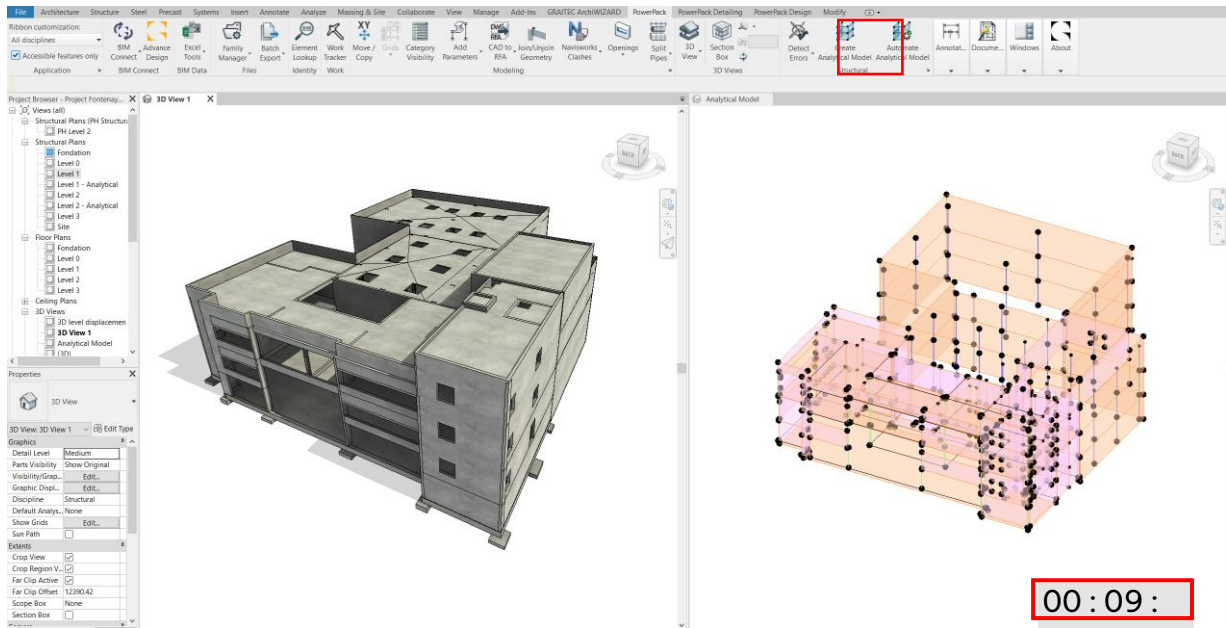 File Architecture Structure Steel Precast Systems Insert Annotate Analyze Massing & Site Collaborate View Manage Add-Ins GRAITEC ArchiWIZARD PowerPack PowerPack Detailing PowerPack Design Modify
Ribbon customization:
All disciplines
Accessible features only
BIM Connect
Advance Design
Excel Tools
Family Manager
Batch Export
Element Lookup
Work Tracker
Move / Copy
Grids
Category Visibility
Add Parameters
CAD to RFA
Join/Unjoin Geometry
Navisworks Clashes
Openings
Split Pipes
3D View
Section Box
Detect Errors
Create Analytical Model
Automate Analytical Model
Annotat...
Docume...
Windows
About
Application BIM Connect BIM Data Files Identity Work Modeling 3D Views Structural
Project Browser - Project Fontenay...
3D View 1
Analytical Model
Views (all)
Structural Plans (PH Structur
PH Level 2
Structural Plans
Fondation
Level 0
Level 1
Level 1 - Analytical
Level 2
Level 2 - Analytical
Level 3
Site
Floor Plans
Fondation
Level 0
Level 1
Level 2
Level 3
Ceiling Plans
3D Views
3D level displacemen
3D View 1
Analytical Model
BACK
BACK
Properties
3D View
3D View: 3D View 1 Edit Type
Graphics
Detail Level Medium
Parts Visibility Show Original
Visibility/Grap... Edit...
Graphic Displ... Edit...
Discipline Structural
Default Analys... None
Show Grids Edit...
Sun Path
Extents
Crop View
Crop Region V...
Far Clip Active
Far Clip Offset 12390.42
Scope Box None
Section Box
00 : 09 :